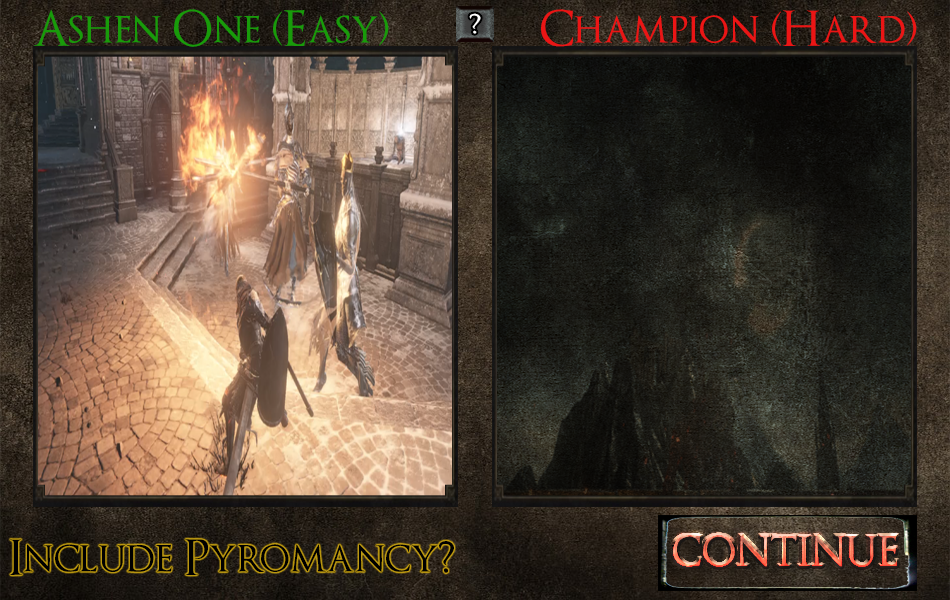 Ashen One (Easy)
?
Champion (Hard)
Include Pyromancy?
CONTINUE